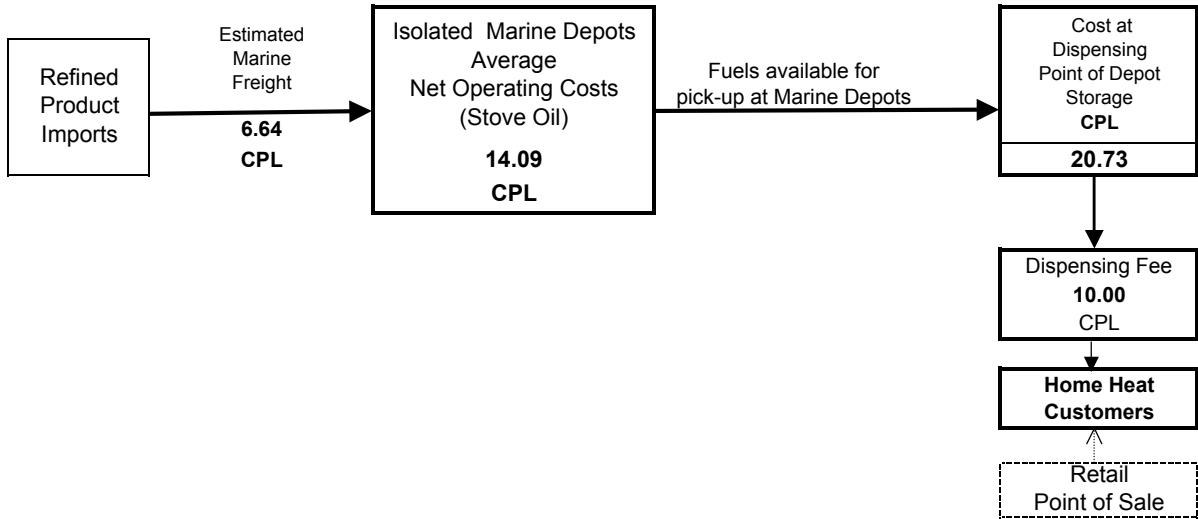 Refined
Product
Imports
Estimated
Marine
Freight
6.64
CPL
Isolated Marine Depots
Average
Net Operating Costs
(Stove Oil)
14.09
CPL
Fuels available for
pick-up at Marine Depots
Cost at
Dispensing
Point of Depot
Storage
CPL
20.73
Dispensing Fee
10.00
CPL
Home Heat
Customers
Retail
Point of Sale